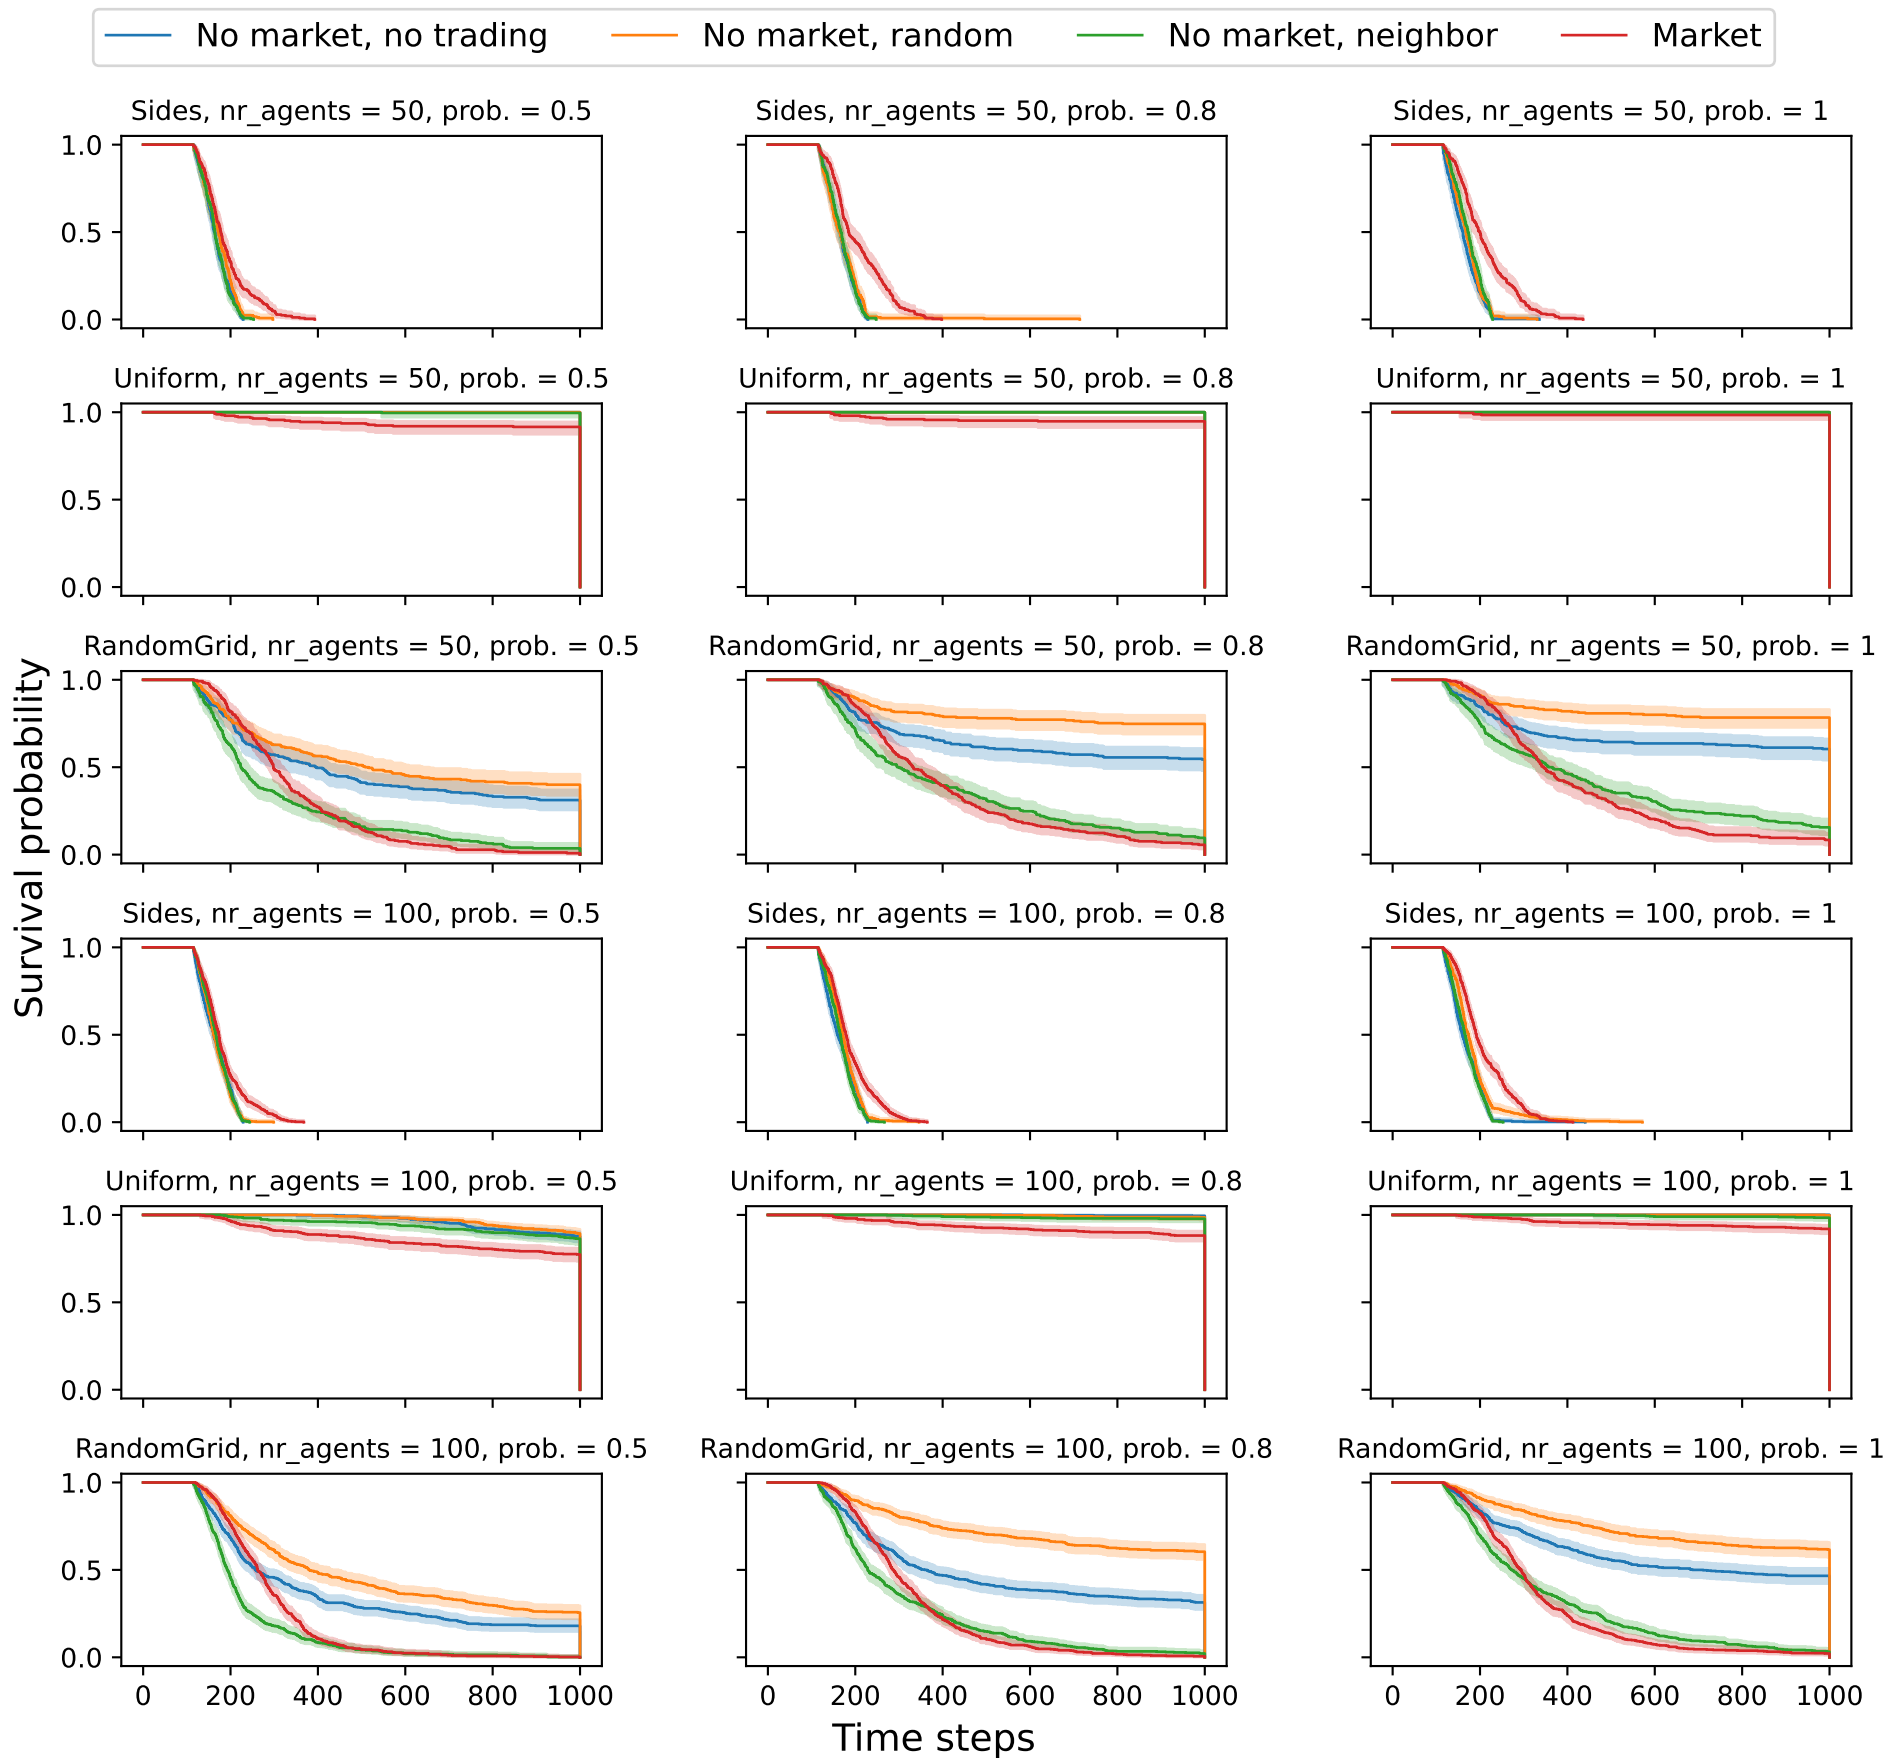 No market, no trading No market, random No market, neighbor Market
Sides, nr_agents = 50, prob. = 0.5 Sides, nr_agents = 50, prob. = 0.8 Sides, nr_agents = 50, prob. = 1
1.0
0.5
0.0
Uniform, nr_agents = 50, prob. = 0.5 Uniform, nr_agents = 50, prob. = 0.8 Uniform, nr_agents = 50, prob. = 1
1.0
0.5
0.0
RandomGrid, nr_agents = 50, prob. = 0.5 RandomGrid, nr_agents = 50, prob. = 0.8 RandomGrid, nr_agents = 50, prob. = 1
1.0
0.5
0.0
Survival probability
Sides, nr_agents = 100, prob. = 0.5 Sides, nr_agents = 100, prob. = 0.8 Sides, nr_agents = 100, prob. = 1
1.0
0.5
0.0
Uniform, nr_agents = 100, prob. = 0.5 Uniform, nr_agents = 100, prob. = 0.8 Uniform, nr_agents = 100, prob. = 1
1.0
0.5
0.0
RandomGrid, nr_agents = 100, prob. = 0.5 RandomGrid, nr_agents = 100, prob. = 0.8 RandomGrid, nr_agents = 100, prob. = 1
1.0
0.5
0.0
0 200 400 600 800 1000 0 200 400 600 800 1000 0 200 400 600 800 1000
Time steps